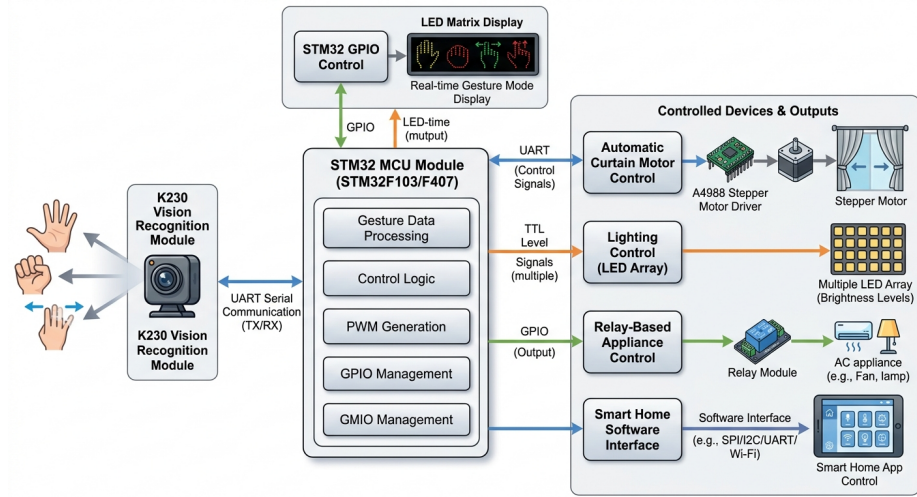 LED Matrix Display
STM32 GPIO
Control
Real-time Gesture Mode
Display
GPIO
LED-time
(mutput)
K230
Vision
Recognition
Module
K230 Vision
Recognition
Module
UART Serial
Communication
(TX/RX)
STM32 MCU Module
(STM32F103/F407)
Gesture Data
Processing
Control Logic
PWM Generation
GPIO Management
GMIO Management
UART
(Control
Signals)
TTL
Level
Signals
(multiple)
GPIO
(Output)
Controlled Devices & Outputs
Automatic
Curtain Motor
Control
A4988 Stepper
Motor Driver
Stepper Motor
Lighting
Control
(LED Array)
Multiple LED Array
(Brightness Levels)
Relay-Based
Appliance
Control
Relay Module
AC appliance
(e.g., Fan, lamp)
Smart Home
Software
Interface
Software Interface
(e.g., SPI/I2C/UART/
Wi-Fi)
Smart Home App
Control